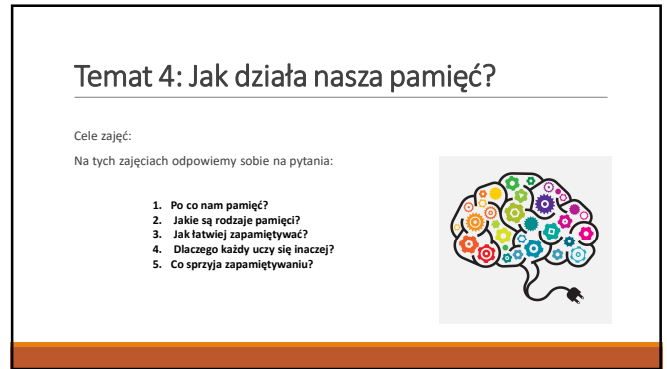 Temat 4: Jak działa nasza pamięć?
Cele zajęć:
Na tych zajęciach odpowiemy sobie na pytania:
1. Po co nam pamięć?
2. Jakie są rodzaje pamięci?
3. Jak łatwiej zapamiętywać?
4. Dlaczego każdy uczy się inaczej?
5. Co sprzyja zapamiętywaniu?